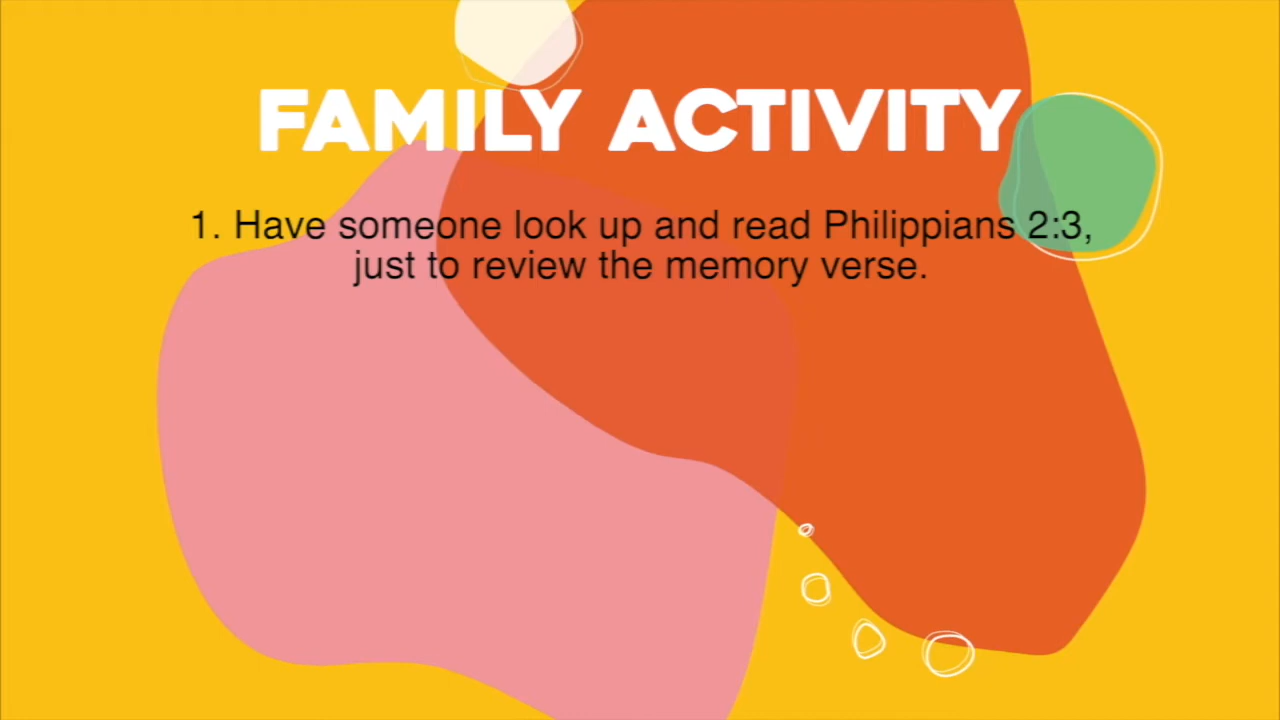 FAMILY ACTIVITY
1. Have someone look up and read Philippians 2:3,
just to review the memory verse.